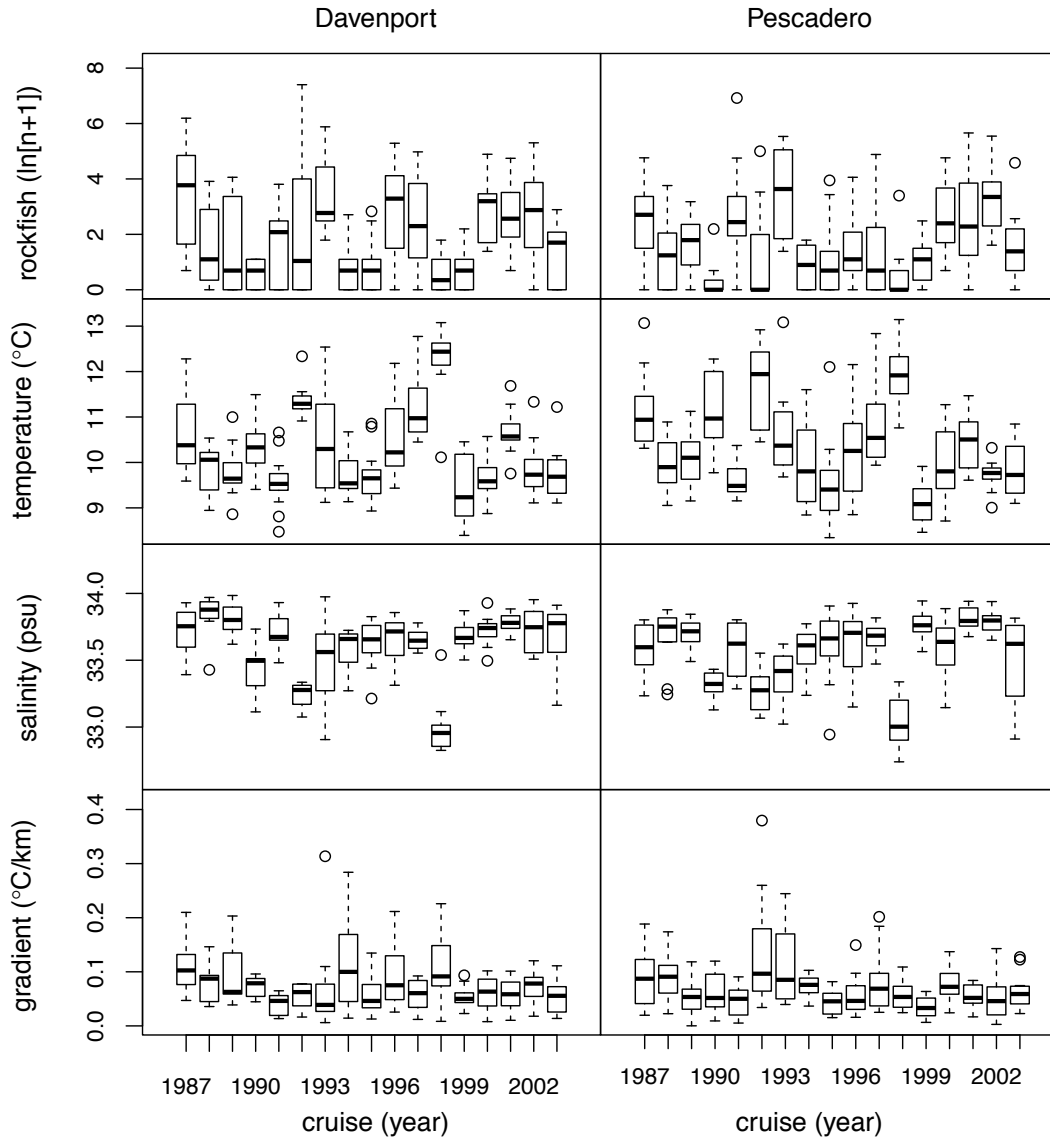 Davenport
Pescadero
rockfish (ln[n+1])
8
6
4
2
0
temperature (°C)
13
12
11
10
9
salinity (psu)
34.0
33.5
33.0
gradient (°C/km)
0.4
0.3
0.2
0.1
0.0
1987 1990 1993 1996 1999 2002
1987 1990 1993 1996 1999 2002
cruise (year)
cruise (year)